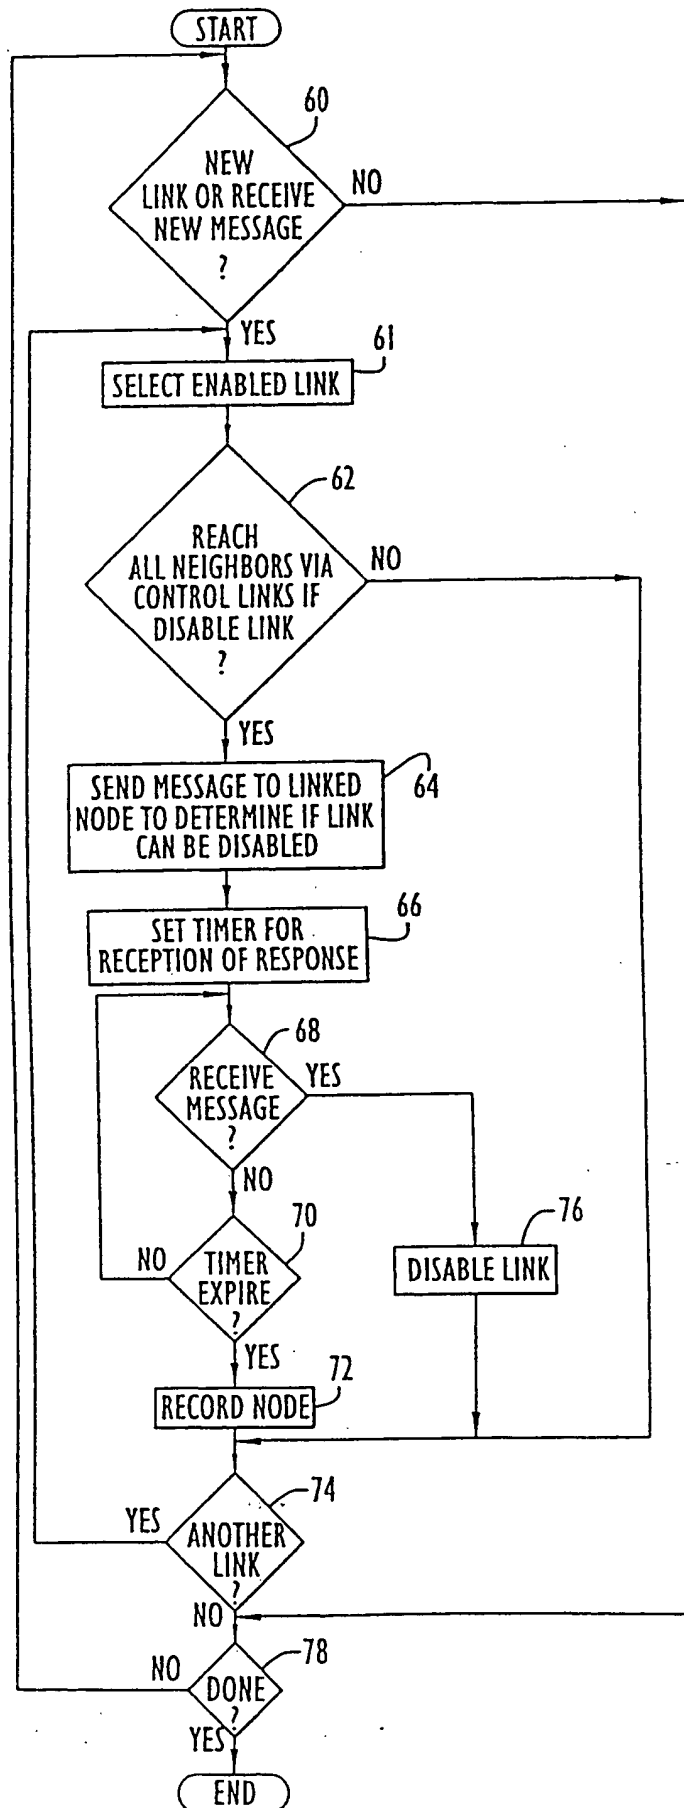 START
60
NEW
LINK OR RECEIVE
NEW MESSAGE
?
NO
YES
61
SELECT ENABLED LINK
62
REACH
ALL NEIGHBORS VIA
CONTROL LINKS IF
DISABLE LINK
?
NO
YES
SEND MESSAGE TO LINKED
NODE TO DETERMINE IF LINK
CAN BE DISABLED
64
66
SET TIMER FOR
RECEPTION OF RESPONSE
68
RECEIVE
MESSAGE
?
YES
NO
70
TIMER
EXPIRE
?
NO
YES
76
DISABLE LINK
72
RECORD NODE
74
ANOTHER
LINK
?
YES
NO
78
DONE
?
NO
YES
END